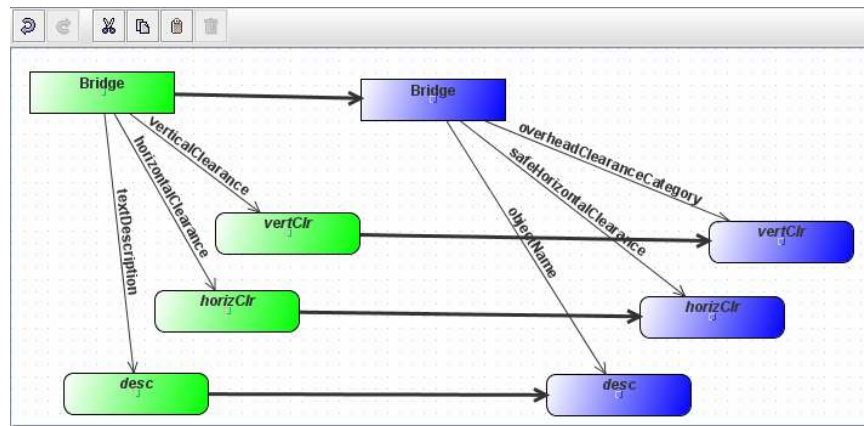 Bridge
Bridge
verticalClearance
horizontalClearance
textDescription
overheadClearanceCategory
safeHorizontalClearance
objectName
vertClr
vertClr
horizClr
horizClr
desc
desc